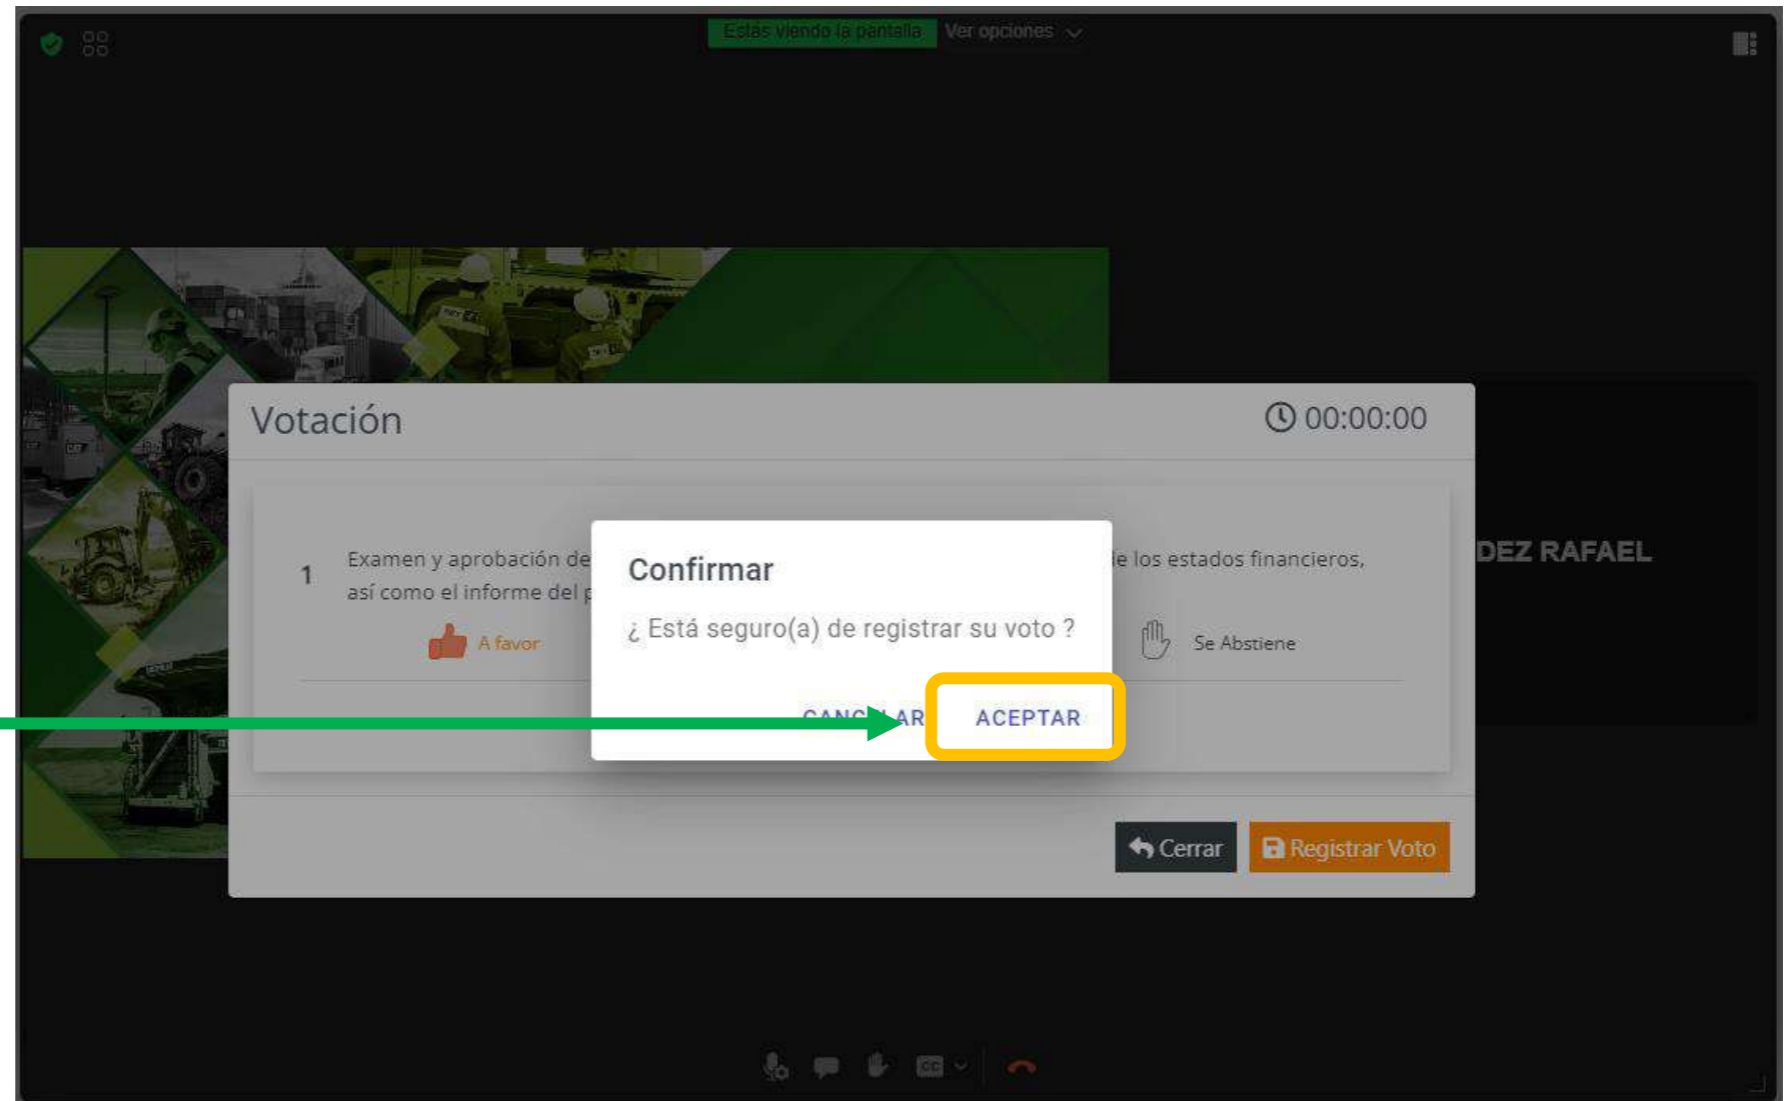 Estás viendo la pantalla Ver opciones
Votación 00:00:00
1 Examen y aprobación de
e los estados financieros,
así como el informe del p
A favor
Se Abstiene
DEZ RAFAEL
Confirmar
¿ Está seguro(a) de registrar su voto ?
CANCELAR ACEPTAR
Cerrar Registrar Voto
CC